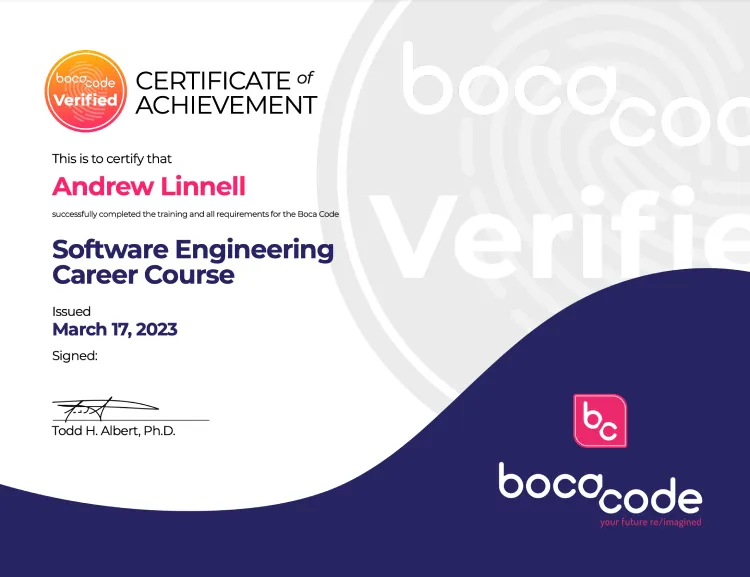 boca code
Verified
CERTIFICATE of
ACHIEVEMENT
This is to certify that
Andrew Linnell
successfully completed the training and all requirements for the Boca Code
Software Engineering
Career Course
Issued
March 17, 2023
Signed:
Todd H. Albert, Ph.D.
boca coc
Verifie
bc
boca code
your future re/imagined